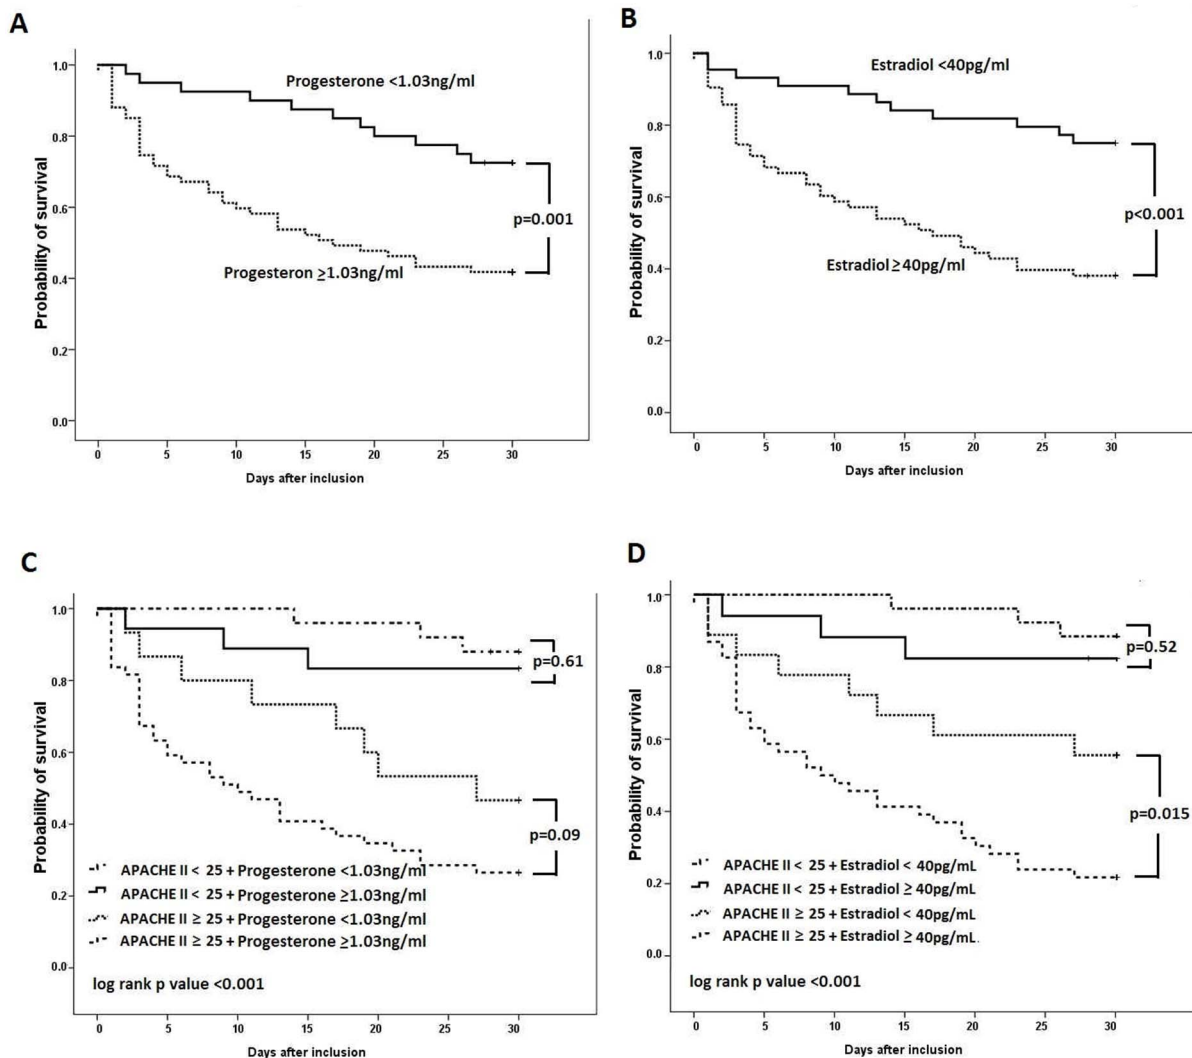 A
Probability of survival
1.0
0.8
0.6
0.4
0.2
0.0
Progesterone <1.03ng/ml
Progesteron ≥1.03ng/ml
p=0.001
0 5 10 15 20 25 30
Days after inclusion
B
Probability of survival
1.0
0.8
0.6
0.4
0.2
0.0
Estradiol <40pg/ml
Estradiol ≥40pg/ml
p<0.001
0 5 10 15 20 25 30
Days after inclusion
C
Probability of survival
1.0
0.8
0.6
0.4
0.2
0.0
p=0.61
p=0.09
APACHE II < 25 + Progesterone <1.03ng/ml
APACHE II < 25 + Progesterone ≥1.03ng/ml
APACHE II ≥ 25 + Progesterone <1.03ng/ml
APACHE II ≥ 25 + Progesterone ≥1.03ng/ml
log rank p value <0.001
0 5 10 15 20 25 30
Days after inclusion
D
Probability of survival
1.0
0.8
0.6
0.4
0.2
0.0
p=0.52
p=0.015
APACHE II < 25 + Estradiol < 40pg/mL
APACHE II < 25 + Estradiol ≥ 40pg/mL
APACHE II ≥ 25 + Estradiol < 40pg/mL
APACHE II ≥ 25 + Estradiol ≥ 40pg/mL.
log rank p value <0.001
0 5 10 15 20 25 30
Days after inclusion